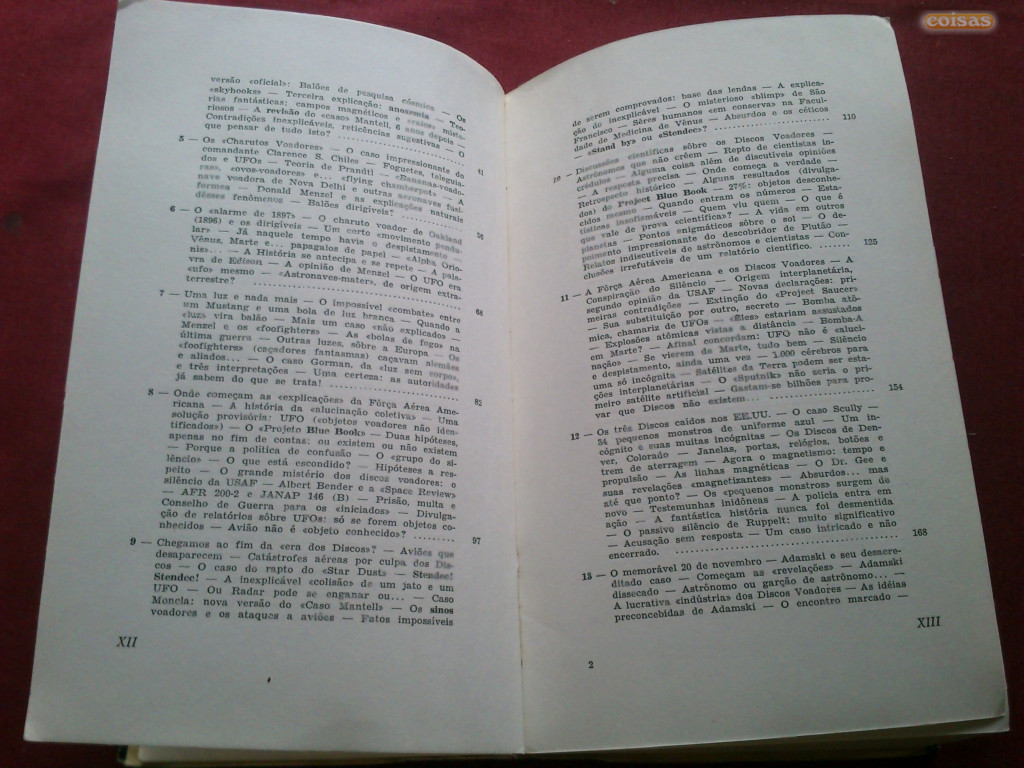 versão «oficial»: Balões de pesquisa cósmica — Os
«skyhooks» — Terceira explicação: anoxemia — Teo-
rias fantásticas; campos magnéticos e «raios» misté-
riosos — A revisão do «caso» Mantell, 6 anos depois —
Contradições inexplicáveis, reticências sugestivas — O
que pensar de tudo isto? 41
5 — Os «Charutos Voadores» — O caso impressionante do
comandante Clarence S. Chiles — Foguetes, teleguia-
dos e UFOs — Teoria de Prandtl — «Bananas-voado-
ras», «ovos-voadores» e... «flying chamberpot» — A
nave voadora de Nova Delhi e outras aeronaves fusi-
formes — Donald Menzel e as explicações naturais
dêsses fenômenos — Balões dirigíveis? 56
6 — O «alarme de 1897» — O charuto voador de Oakland
(1896) e os dirigíveis — Um certo «movimento pendu-
lar» — Já naquele tempo havia o despistamento —
Vênus, Marte e... papagaios de papel — «Alpha Orio-
nis»... — A História se antecipa e se repete — A pala-
vra de Edison — A opinião de Menzel — O UFO era
«ufo» mesmo — «Astronaves-mater», de origem extra-
terrestre? 68
7 — Uma luz e nada mais — O impossível «combate» entre
um Mustang e uma bola de luz branca — Quando a
«luz» vira balão — Mais um caso «não explicado» —
Menzel e os «foofighters» — As «bolas de fogo» na
última guerra — Outras luzes, sôbre a Europa — Os
«foofighters» (caçadores fantasmas) caçavam alemães
e aliados... — O caso Gorman, da «luz sem corpo»,
e três interpretações — Uma certeza: as autoridades
já sabem do que se trata! 82
8 — Onde começam as «explicações» da Fôrça Aérea Ame-
ricana — A história da «alucinação coletiva» — Uma
solução provisória: UFO («objetos voadores não iden-
tificados») — O «Projeto Blue Book» — Duas hipóteses,
apenas no fim de contas: ou existem ou não existem
— Porque a política de confusão — O «grupo do si-
lêncio» — O que está escondido? — Hipóteses a res-
peito — O grande mistério dos discos voadores: o
silêncio da USAF — Albert Bender e a «Space Review»
— AFR 200-2 e JANAP 146 (B) — Prisão, multa e
Conselho de Guerra para os «iniciados» — Divulga-
ção de relatórios sôbre UFOs: só se forem objetos co-
nhecidos — Avião não é «objeto conhecido»? 97
9 — Chegamos ao fim da «era dos Discos»? — Aviões que
desaparecem — Catástrofes aéreas por culpa dos Dis-
cos — O caso do rapto do «Star Dust» — Stendec!
Stendec! — A inexplicável «colisão» de um jato e um
UFO — Ou Radar pode se enganar ou... — Caso
Moncla: nova versão do «Caso Mantell» — Os sinos
voadores e os ataques a aviões — Fatos impossíveis
XII
de serem comprovados: base das lendas — A explica-
ção de inexplicável — O misterioso «blimp» de São
Francisco — Sêres humanos «em conserva» na Facul-
dade de Medicina de Vênus — Absurdos e os céticos
— «Stand by» ou «Stendec»? 110
10 — Discussões científicas sôbre os Discos Voadores —
Astrônomos que não crêem — Repto de cientistas in-
crédulos — Alguma coisa além de discutíveis opiniões
— A resposta precisa — Onde começa a verdade —
Retrospecto histórico — Alguns resultados (divulga-
dos) do Project Blue Book — 27%: objetos desconhe-
cidos mesmo — Quando entram os números — Esta-
tísticas insofismáveis — Quem viu quem — O que é
que vale de prova «científica»? — A vida em outros
planetas — Pontos enigmáticos sôbre o sol — O de-
poimento impressionante do descobridor de Plutão —
Relatos indiscutíveis de astrônomos e cientistas — Con-
clusões irrefutáveis de um relatório científico. 125
11 — A Fôrça Aérea Americana e os Discos Voadores — A
Conspiração do Silêncio — Origem interplanetária,
segundo opinião da USAF — Novas declarações: pri-
meiras contradições — Extinção do «Project Saucer»
— Sua substituição por outro, secreto — Bomba atô-
mica, chamariz de UFOs — «Êles» estariam assustados
— Explosões atômicas vistas a distância — Bomba-A
em Marte? — Afinal concordam: UFO não é «aluci-
nação» — Se vierem de Marte, tudo bem — Silêncio
e despistamento, ainda uma vez — 1.000 cérebros para
uma só incógnita — Satélites da Terra podem ser esta-
ções interplanetárias — O «Sputnik» não seria o pri-
meiro satélite artificial — Gastam-se bilhões para pro-
var que Discos não existem... 154
12 — Os três Discos caídos nos EE.UU. — O caso Scully —
34 pequenos monstros de uniforme azul — Um in-
cógnito e suas muitas incógnitas — Os Discos de Den-
ver, Colorado — Janelas, portas, relógios, botões e
trem de aterragem — Agora o magnetismo: tempo e
propulsão — As linhas magnéticas — O Dr. Gee e
suas revelações «magnetizantes» — Absurdos... mas
até que ponto? — Os «pequenos monstros» surgem de
novo — Testemunhas inidôneas — A polícia entra em
ação — A fantástica história nunca foi desmentida
— O passivo silêncio de Ruppelt: muito significativo
— Acusação sem resposta — Um caso intricado e não
encerrado. 168
13 — O memorável 20 de novembro — Adamski e seu desacre-
ditado caso — Começam as «revelações» — Adamski
dissecado — Astrônomo ou garção de astrônomo... —
A lucrativa «indústria» dos Discos Voadores — As idéias
preconcebidas de Adamski — O encontro marcado —
XIII
2
coisas